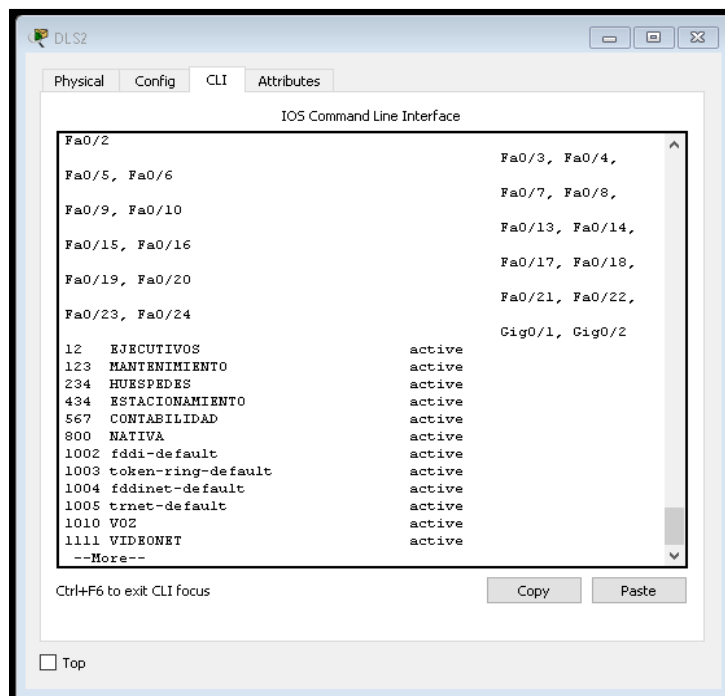 DLS2
Physical Config CLI Attributes
IOS Command Line Interface
Fa0/2
Fa0/3, Fa0/4,
Fa0/5, Fa0/6
Fa0/7, Fa0/8,
Fa0/9, Fa0/10
Fa0/13, Fa0/14,
Fa0/15, Fa0/16
Fa0/17, Fa0/18,
Fa0/19, Fa0/20
Fa0/21, Fa0/22,
Fa0/23, Fa0/24
Gig0/1, Gig0/2
12 EJECUTIVOS active
123 MANTENIMIENTO active
234 HUESPEDES active
434 ESTACIONAMIENTO active
567 CONTABILIDAD active
800 NATIVA active
1002 fddi-default active
1003 token-ring-default active
1004 fddinet-default active
1005 trnet-default active
1010 VOZ active
1111 VIDEONET active
--More--
Ctrl+F6 to exit CLI focus
Copy Paste
Top